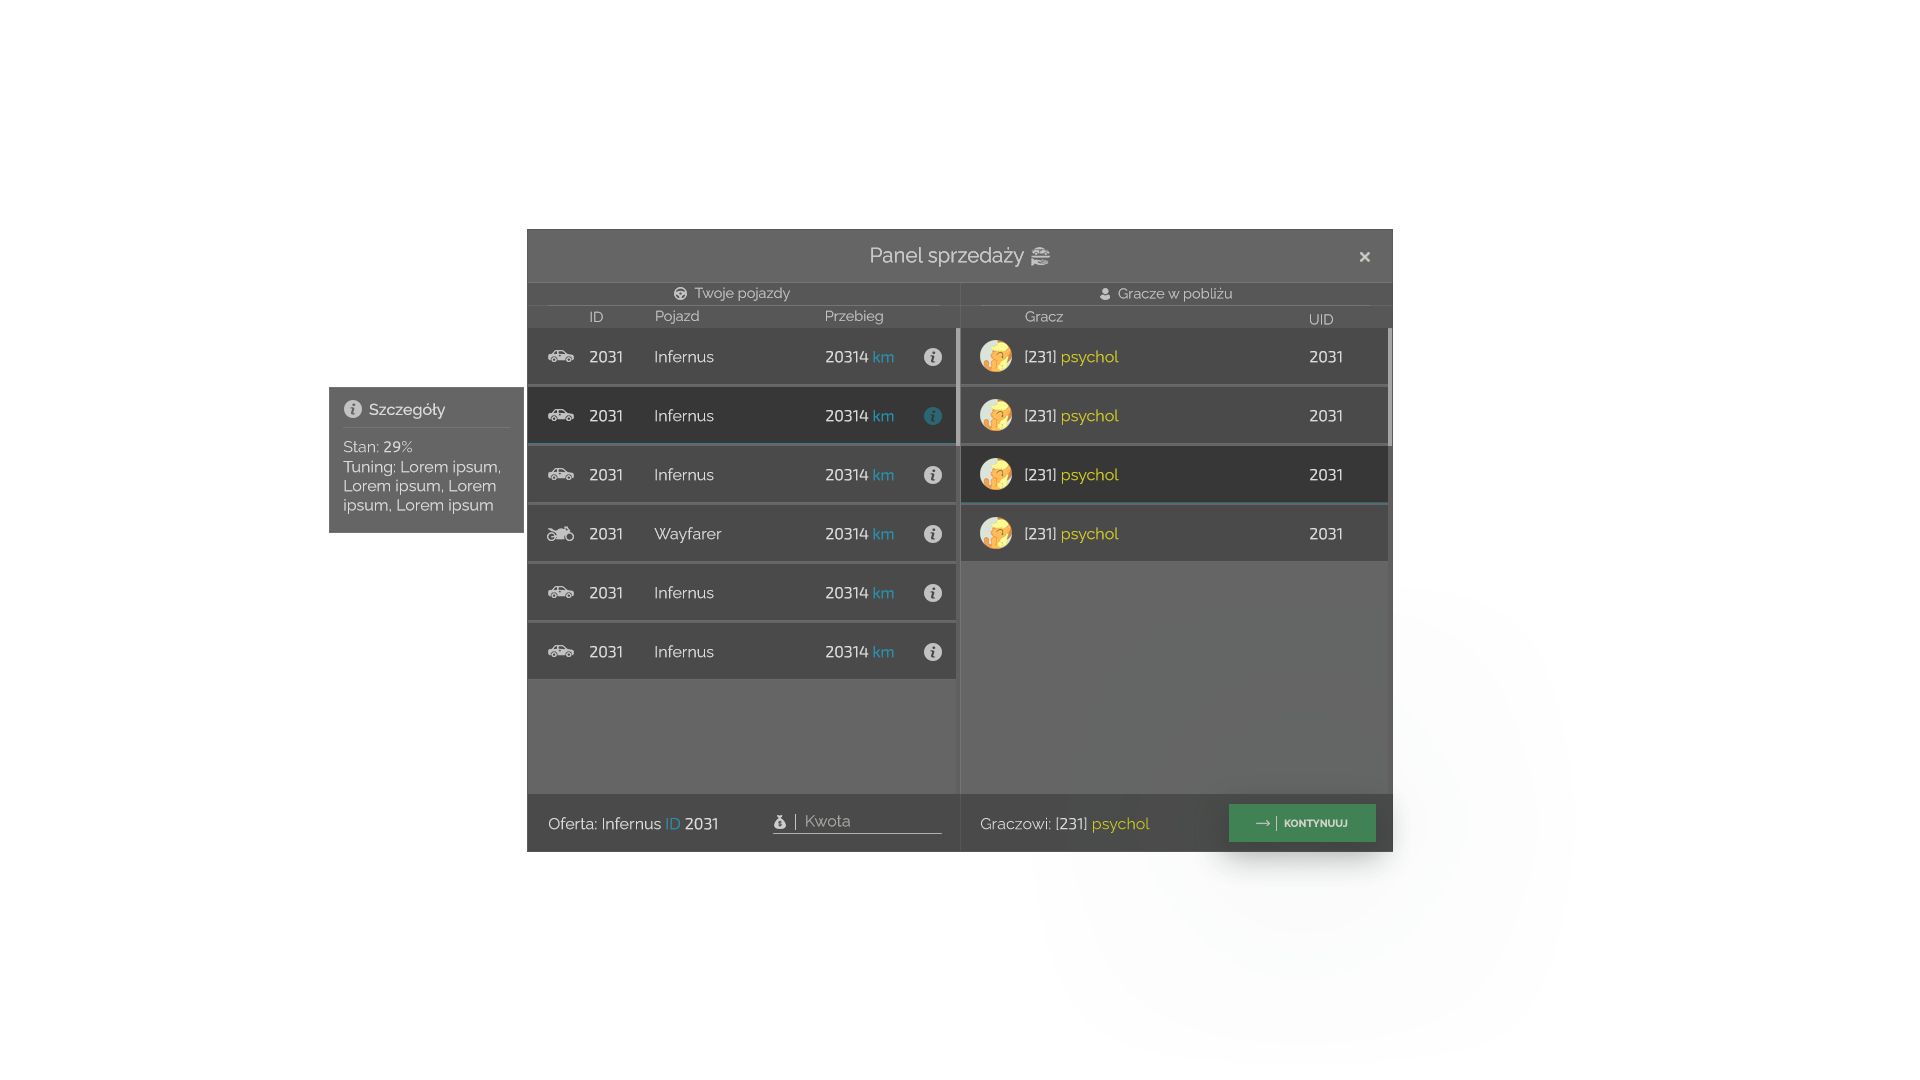 Panel sprzedaży
Twoje pojazdy
ID Pojazd Przebieg
2031 Infernus 20314 km
2031 Infernus 20314 km
2031 Infernus 20314 km
2031 Wayfarer 20314 km
2031 Infernus 20314 km
2031 Infernus 20314 km
Gracze w pobliżu
Gracz UID
[231] psychol 2031
[231] psychol 2031
[231] psychol 2031
[231] psychol 2031
Szczegóły
Stan: 29%
Tuning: Lorem ipsum,
Lorem ipsum, Lorem
ipsum, Lorem ipsum
Oferta: Infernus ID 2031
Kwota
Graczowi: [231] psychol
KONTYNUUJ